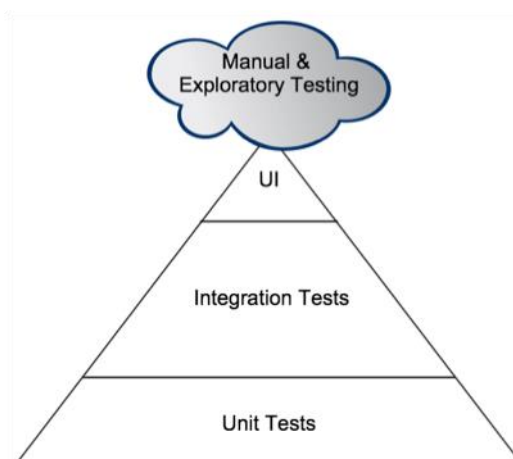 Manual &
Exploratory Testing
UI
Integration Tests
Unit Tests